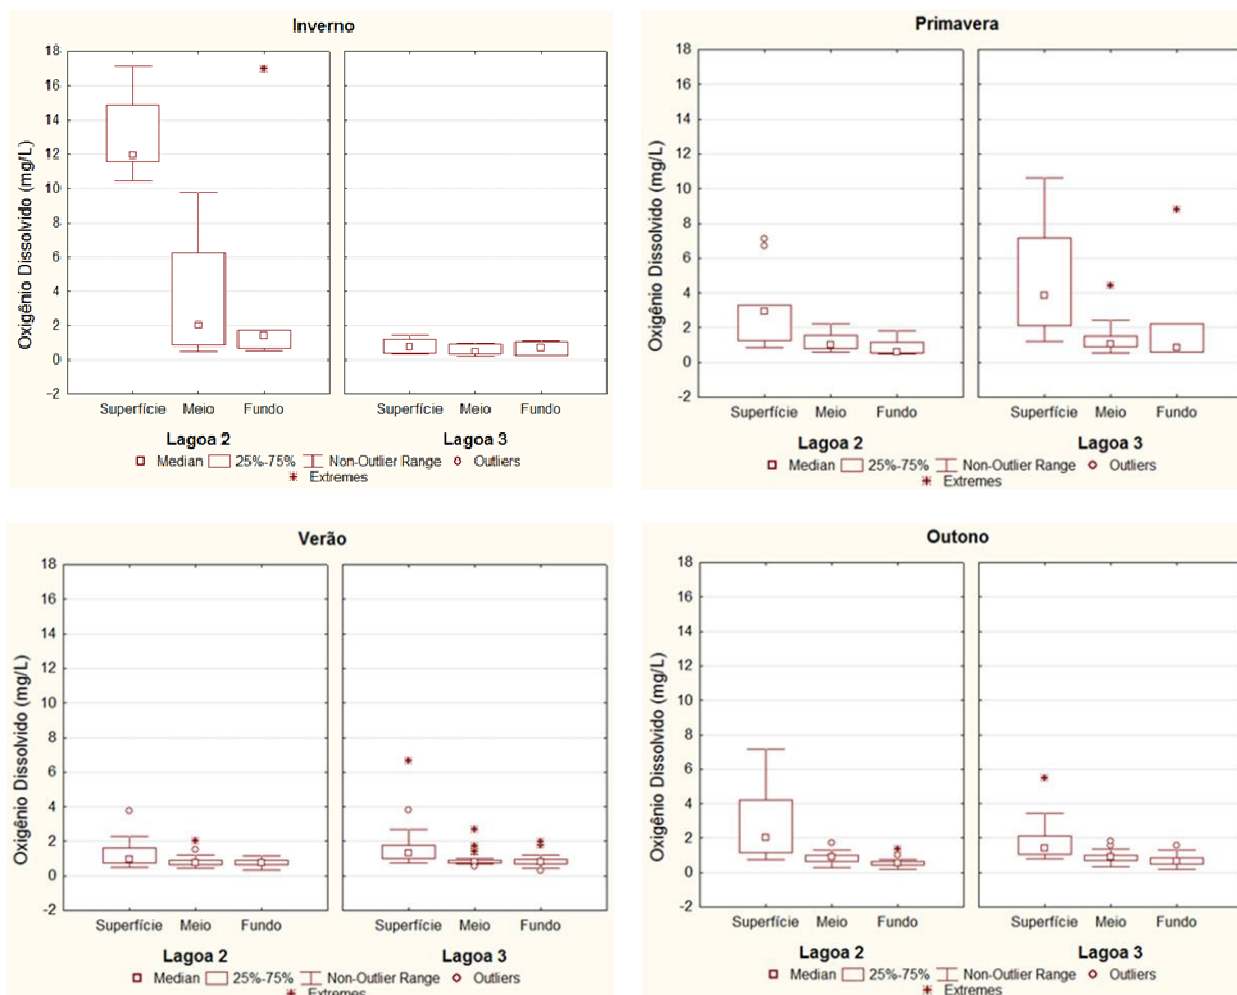 Inverno
18
16
14
12
10
8
6
4
2
0
-2
Oxigênio Dissolvido (mg/L)
Superfície Meio Fundo Superfície Meio Fundo
Lagoa 2 Lagoa 3
Median 25%-75% Non-Outlier Range Outliers
Extremes
Primavera
18
16
14
12
10
8
6
4
2
0
-2
Oxigênio Dissolvido (mg/L)
Superfície Meio Fundo Superfície Meio Fundo
Lagoa 2 Lagoa 3
Median 25%-75% Non-Outlier Range Outliers
Extremes
Verão
18
16
14
12
10
8
6
4
2
0
-2
Oxigênio Dissolvido (mg/L)
Superfície Meio Fundo Superfície Meio Fundo
Lagoa 2 Lagoa 3
Median 25%-75% Non-Outlier Range Outliers
Extremes
Outono
18
16
14
12
10
8
6
4
2
0
-2
Oxigênio Dissolvido (mg/L)
Superfície Meio Fundo Superfície Meio Fundo
Lagoa 2 Lagoa 3
Median 25%-75% Non-Outlier Range Outliers
Extremes